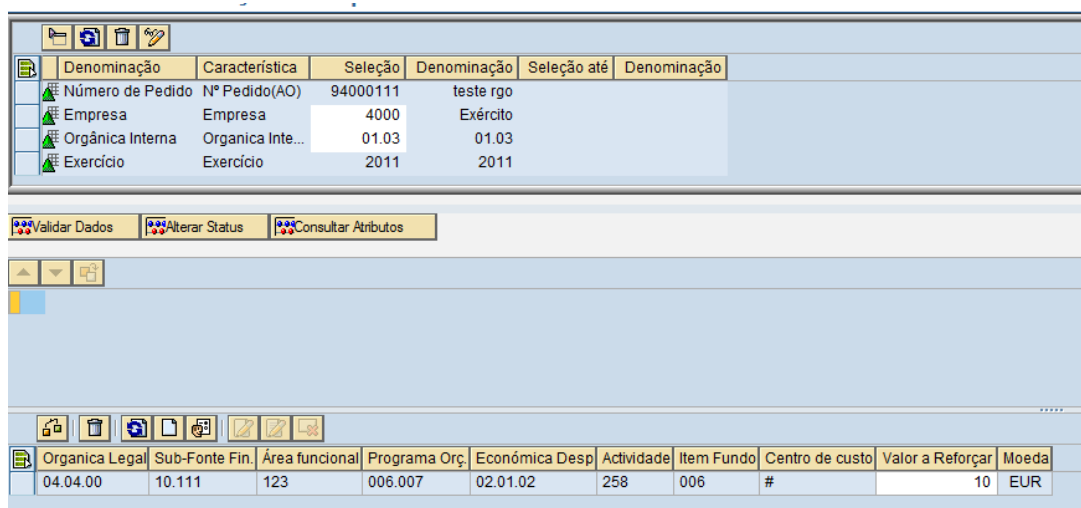 Denominação Característica Seleção Denominação Seleção até Denominação
Número de Pedido Nº Pedido(AO) 94000111 teste rgo
Empresa Empresa 4000 Exército
Orgânica Interna Organica Inte... 01.03 01.03
Exercício Exercício 2011 2011
Validar Dados Alterar Status Consultar Atributos
Organica Legal Sub-Fonte Fin. Área funcional Programa Orç. Económica Desp Actividade Item Fundo Centro de custo Valor a Reforçar Moeda
04.04.00 10.111 123 006.007 02.01.02 258 006 # 10 EUR